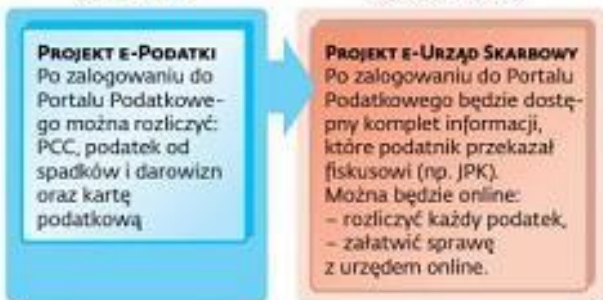 PROJEKT E-PODATKI
Po zalogowaniu do
Portalu Podatkowe-
go można rozliczyć:
PCC, podatek od
spadków i darowizn
oraz kartę
podatkową
PROJEKT E-URZĄD SKARBOWY
Po zalogowaniu do Portalu
Podatkowego będzie dostę-
pny komplet informacji,
które podatnik przekazał
fiskusowi (np. JPK).
Można będzie online:
– rozliczyć każdy podatek,
– załatwić sprawę
z urzędem online.